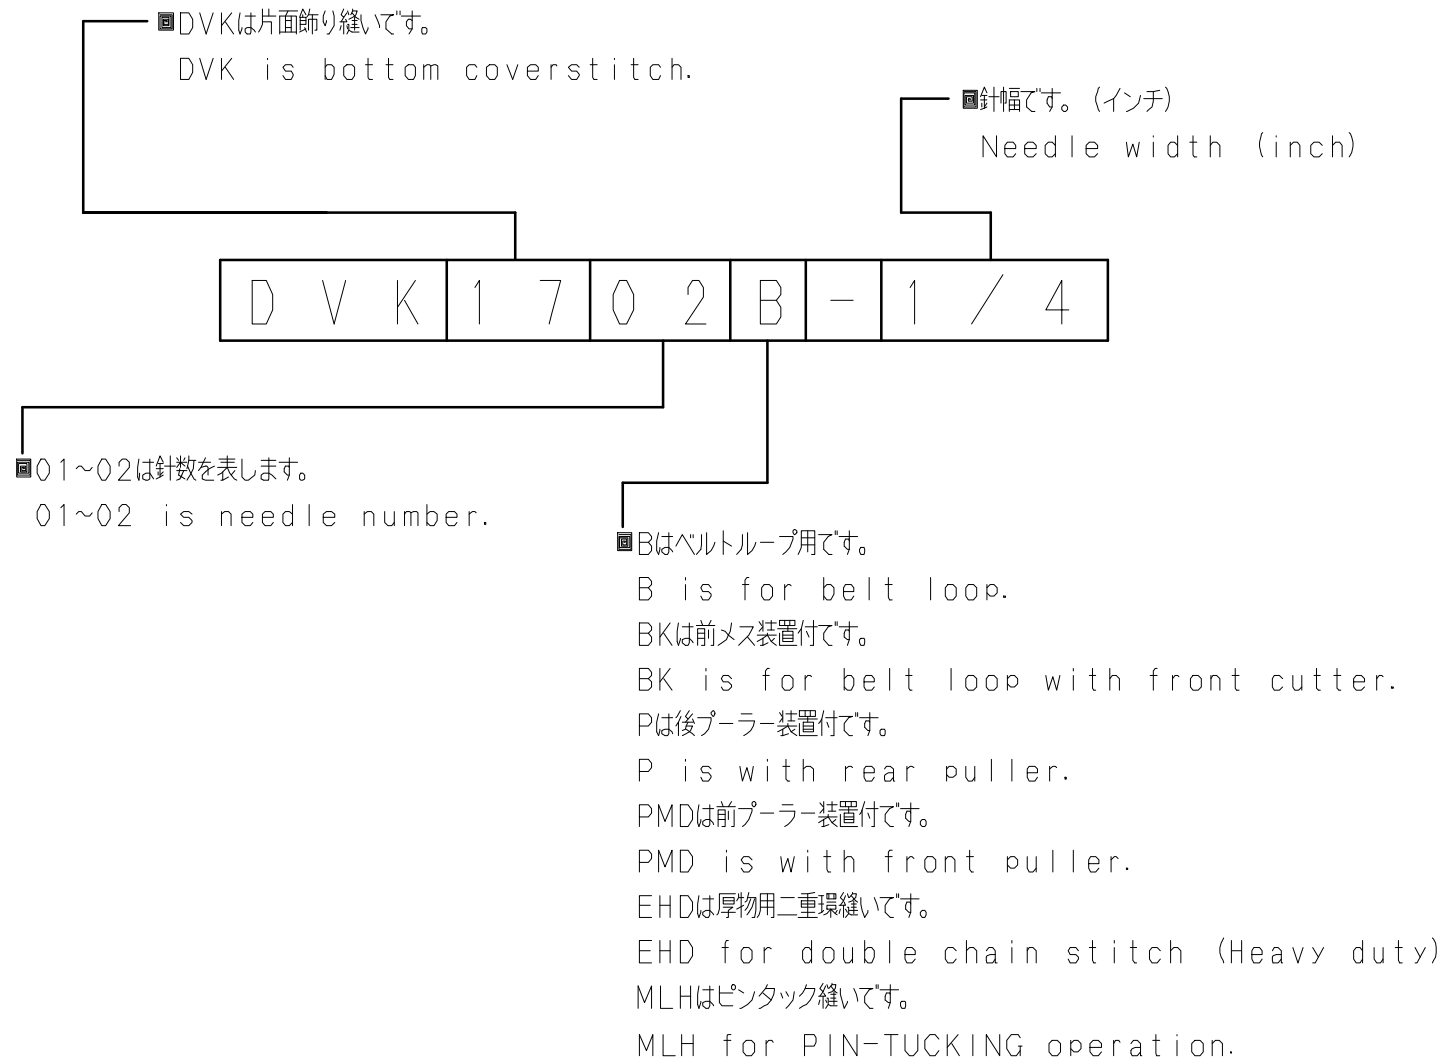 DVKは片面飾り縫いです。
DVK is bottom coverstitch.
針幅です。（インチ）
Needle width (inch)
DVK1702B-1/4
01~02は針数を表します。
01~02 is needle number.
Bはベルトループ用です。
B is for belt loop.
BKは前メス装置付です。
BK is for belt loop with front cutter.
Pは後プーラー装置付です。
P is with rear puller.
PMDは前プーラー装置付です。
PMD is with front puller.
EHDは厚物用二重環縫いです。
EHD for double chain stitch (Heavy duty)
MLHはピンタック縫いです。
MLH for PIN-TUCKING operation.